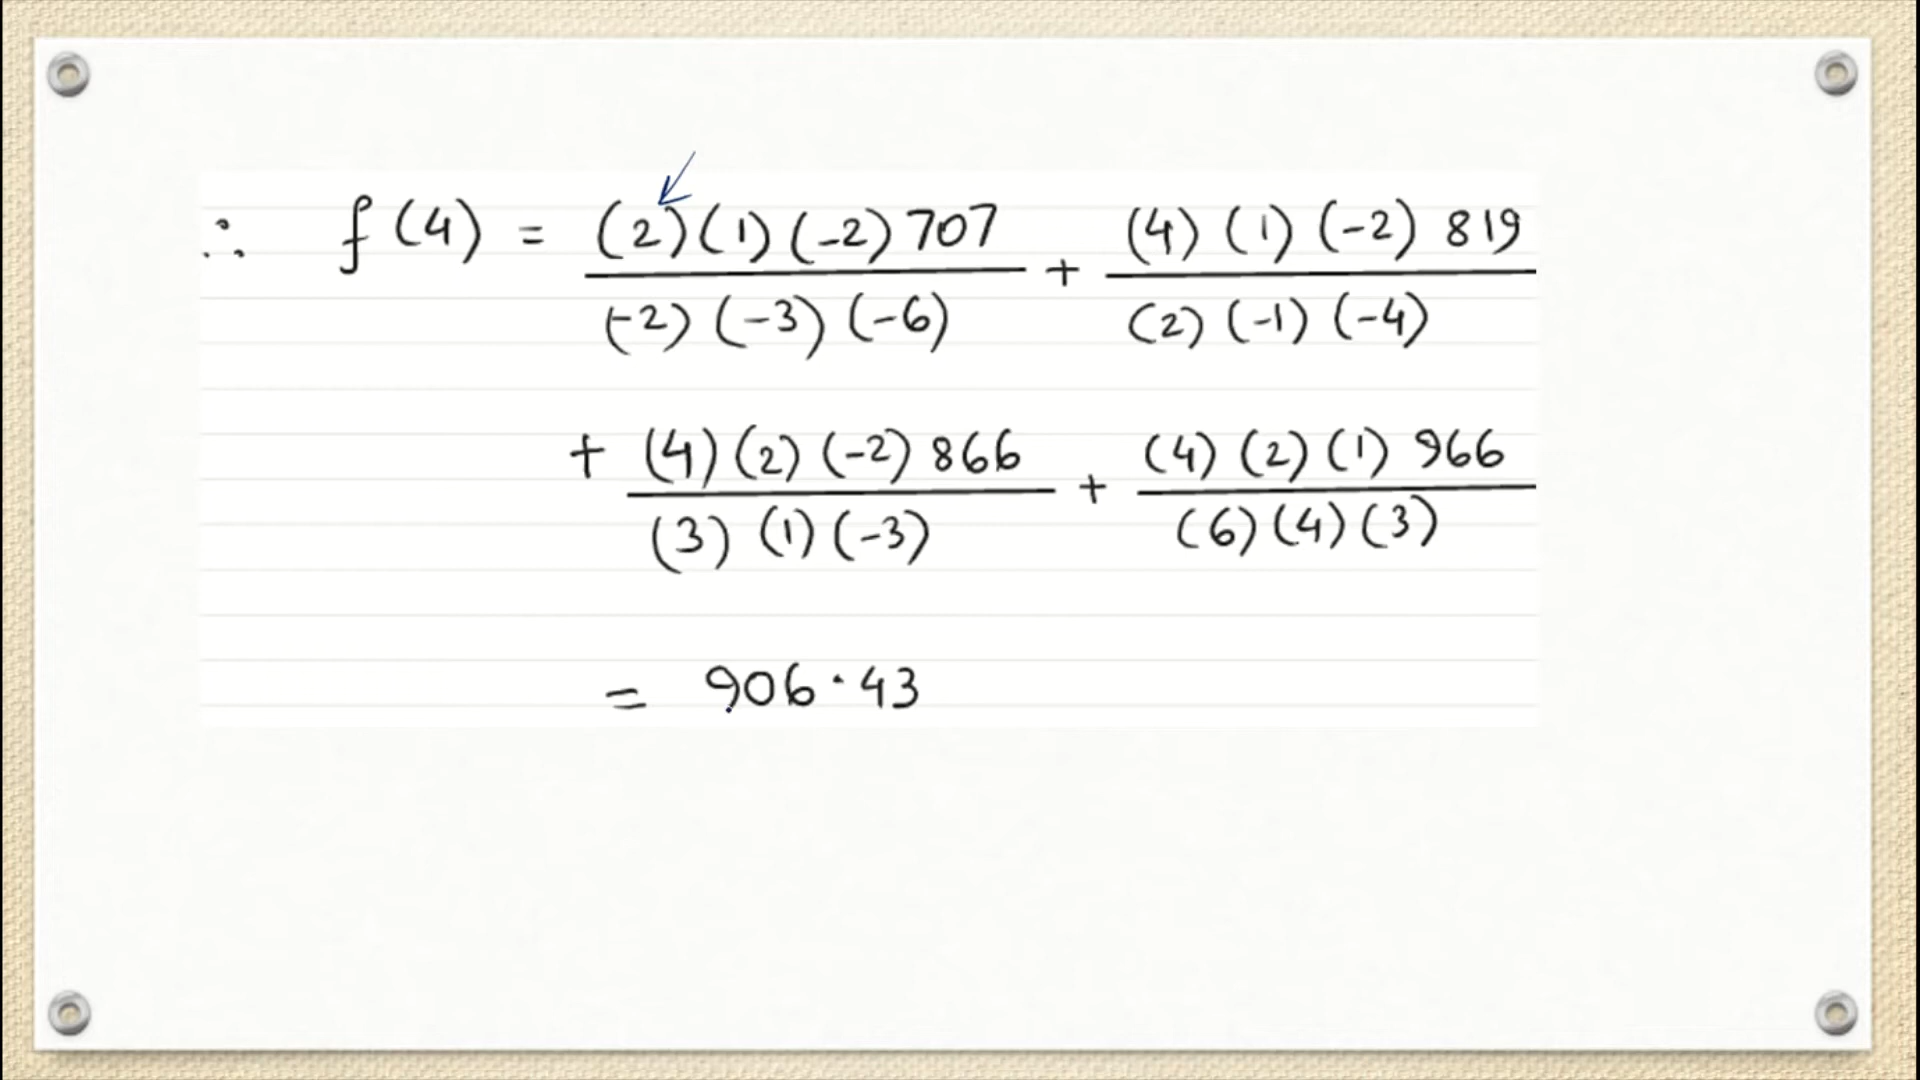 ∴ f(4) = (2)(1)(-2)707 / (-2)(-3)(-6) + (4)(1)(-2)819 / (2)(-1)(-4)
+ (4)(2)(-2)866 / (3)(1)(-3) + (4)(2)(1)966 / (6)(4)(3)
= 906·43